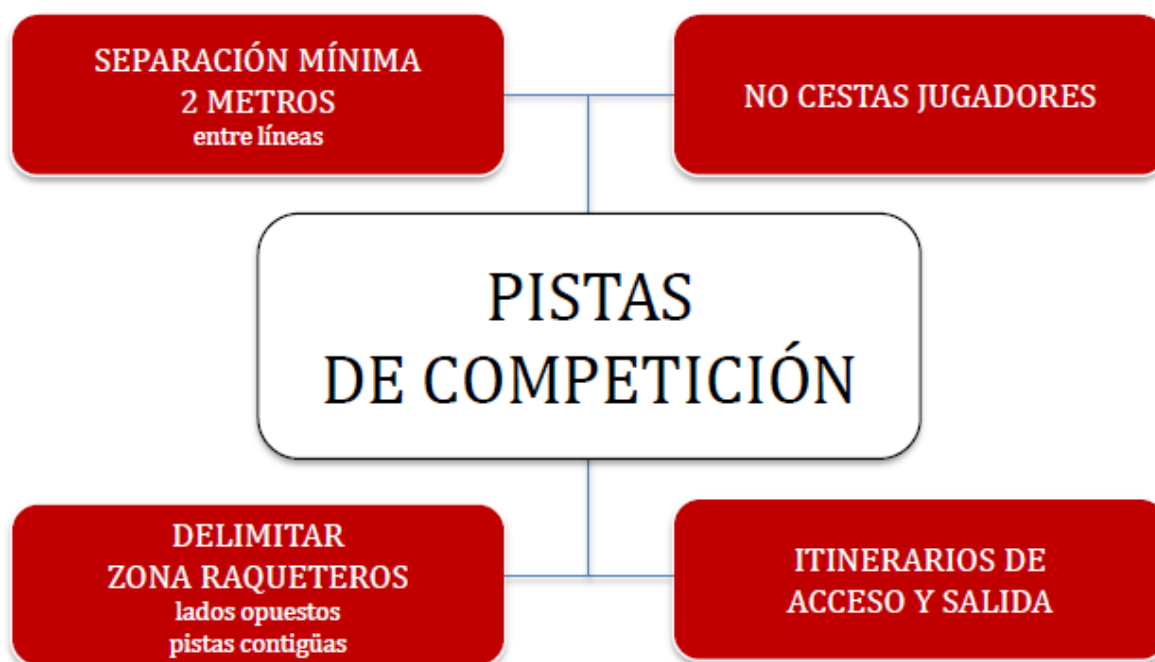 SEPARACIÓN MÍNIMA
2 METROS
entre líneas
NO CESTAS JUGADORES
PISTAS
DE COMPETICIÓN
DELIMITAR
ZONA RAQUETEROS
lados opuestos
pistas contigüas
ITINERARIOS DE
ACCESO Y SALIDA